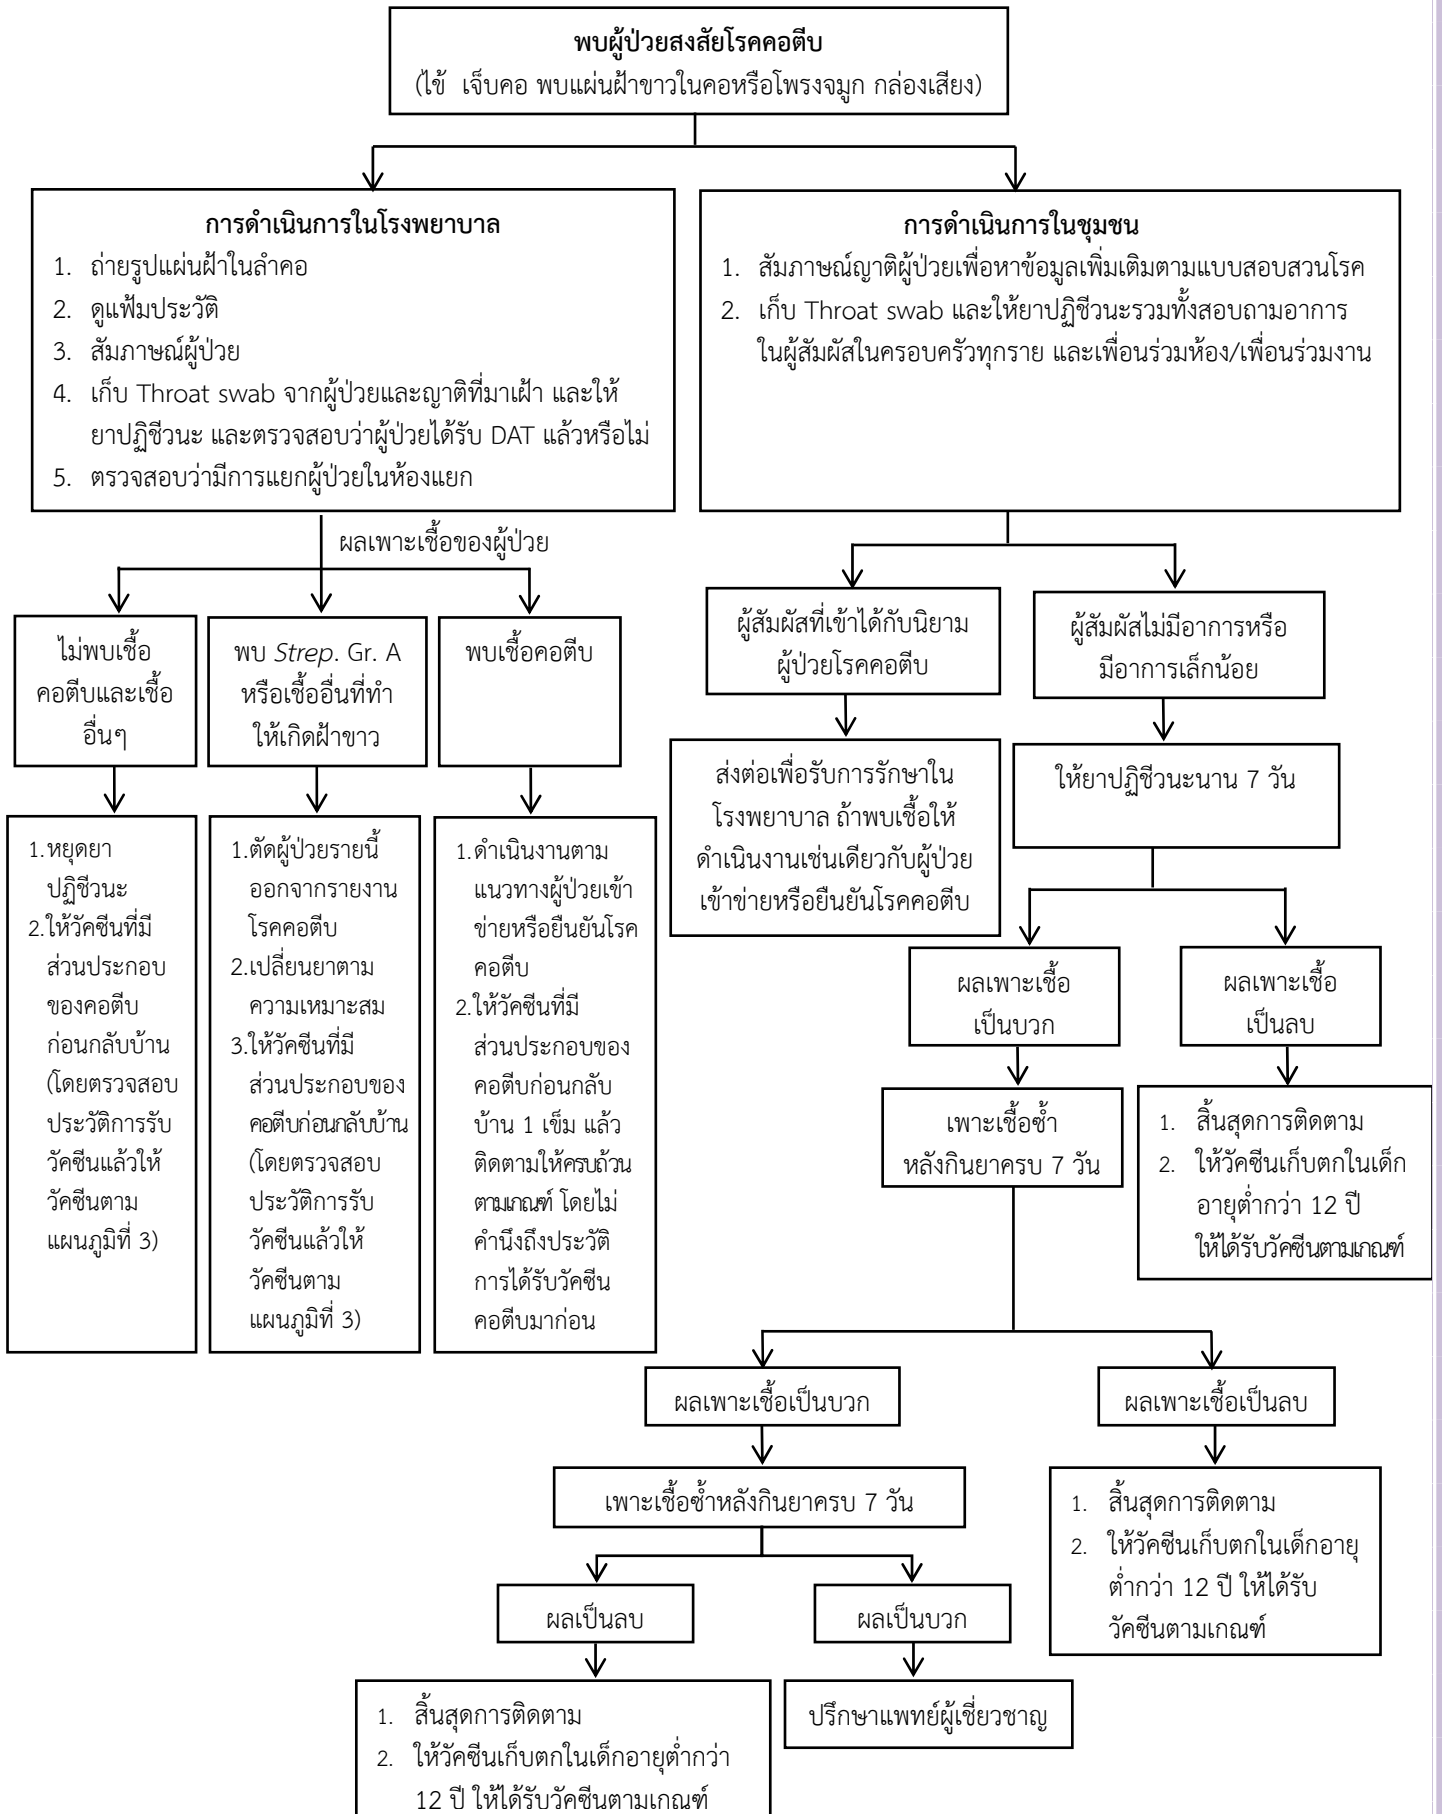 พบผู้ป่วยสงสัยโรคคอตีบ
(ไข้ เจ็บคอ พบแผ่นฝ้าขาวในคอหรือโพรงจมูก กล่องเสียง)
การดำเนินการในโรงพยาบาล
1. ถ่ายรูปแผ่นฝ้าในลำคอ
2. ดูแฟ้มประวัติ
3. สัมภาษณ์ผู้ป่วย
4. เก็บ Throat swab จากผู้ป่วยและญาติที่มาเฝ้า และให้
ยาปฏิชีวนะ และตรวจสอบว่าผู้ป่วยได้รับ DAT แล้วหรือไม่
5. ตรวจสอบว่ามีการแยกผู้ป่วยในห้องแยก
การดำเนินการในชุมชน
1. สัมภาษณ์ญาติผู้ป่วยเพื่อหาข้อมูลเพิ่มเติมตามแบบสอบสวนโรค
2. เก็บ Throat swab และให้ยาปฏิชีวนะรวมทั้งสอบถามอาการ
ในผู้สัมผัสในครอบครัวทุกราย และเพื่อนร่วมห้อง/เพื่อนร่วมงาน
ผลเพาะเชื้อของผู้ป่วย
ไม่พบเชื้อ
คอตีบและเชื้อ
อื่นๆ
พบ Strep. Gr. A
หรือเชื้ออื่นที่ทำ
ให้เกิดฝ้าขาว
พบเชื้อคอตีบ
ผู้สัมผัสที่เข้าได้กับนิยาม
ผู้ป่วยโรคคอตีบ
ผู้สัมผัสไม่มีอาการหรือ
มีอาการเล็กน้อย
1.หยุดยา
ปฏิชีวนะ
2.ให้วัคซีนที่มี
ส่วนประกอบ
ของคอตีบ
ก่อนกลับบ้าน
(โดยตรวจสอบ
ประวัติการรับ
วัคซีนแล้วให้
วัคซีนตาม
แผนภูมิที่ 3)
1.ตัดผู้ป่วยรายนี้
ออกจากรายงาน
โรคคอตีบ
2.เปลี่ยนยาตาม
ความเหมาะสม
3.ให้วัคซีนที่มี
ส่วนประกอบของ
คอตีบก่อนกลับบ้าน
(โดยตรวจสอบ
ประวัติการรับ
วัคซีนแล้วให้
วัคซีนตาม
แผนภูมิที่ 3)
1.ดำเนินงานตาม
แนวทางผู้ป่วยเข้า
ข่ายหรือยืนยันโรค
คอตีบ
2.ให้วัคซีนที่มี
ส่วนประกอบของ
คอตีบก่อนกลับ
บ้าน 1 เข็ม แล้ว
ติดตามให้ครบถ้วน
ตามเกณฑ์ โดยไม่
คำนึงถึงประวัติ
การได้รับวัคซีน
คอตีบมาก่อน
ส่งต่อเพื่อรับการรักษาใน
โรงพยาบาล ถ้าพบเชื้อให้
ดำเนินงานเช่นเดียวกับผู้ป่วย
เข้าข่ายหรือยืนยันโรคคอตีบ
ให้ยาปฏิชีวนะนาน 7 วัน
ผลเพาะเชื้อ
เป็นบวก
ผลเพาะเชื้อ
เป็นลบ
เพาะเชื้อซ้ำ
หลังกินยาครบ 7 วัน
1. สิ้นสุดการติดตาม
2. ให้วัคซีนเก็บตกในเด็ก
อายุต่ำกว่า 12 ปี
ให้ได้รับวัคซีนตามเกณฑ์
ผลเพาะเชื้อเป็นบวก
ผลเพาะเชื้อเป็นลบ
เพาะเชื้อซ้ำหลังกินยาครบ 7 วัน
1. สิ้นสุดการติดตาม
2. ให้วัคซีนเก็บตกในเด็กอายุ
ต่ำกว่า 12 ปี ให้ได้รับ
วัคซีนตามเกณฑ์
ผลเป็นลบ
ผลเป็นบวก
1. สิ้นสุดการติดตาม
2. ให้วัคซีนเก็บตกในเด็กอายุต่ำกว่า
12 ปี ให้ได้รับวัคซีนตามเกณฑ์
ปรึกษาแพทย์ผู้เชี่ยวชาญ